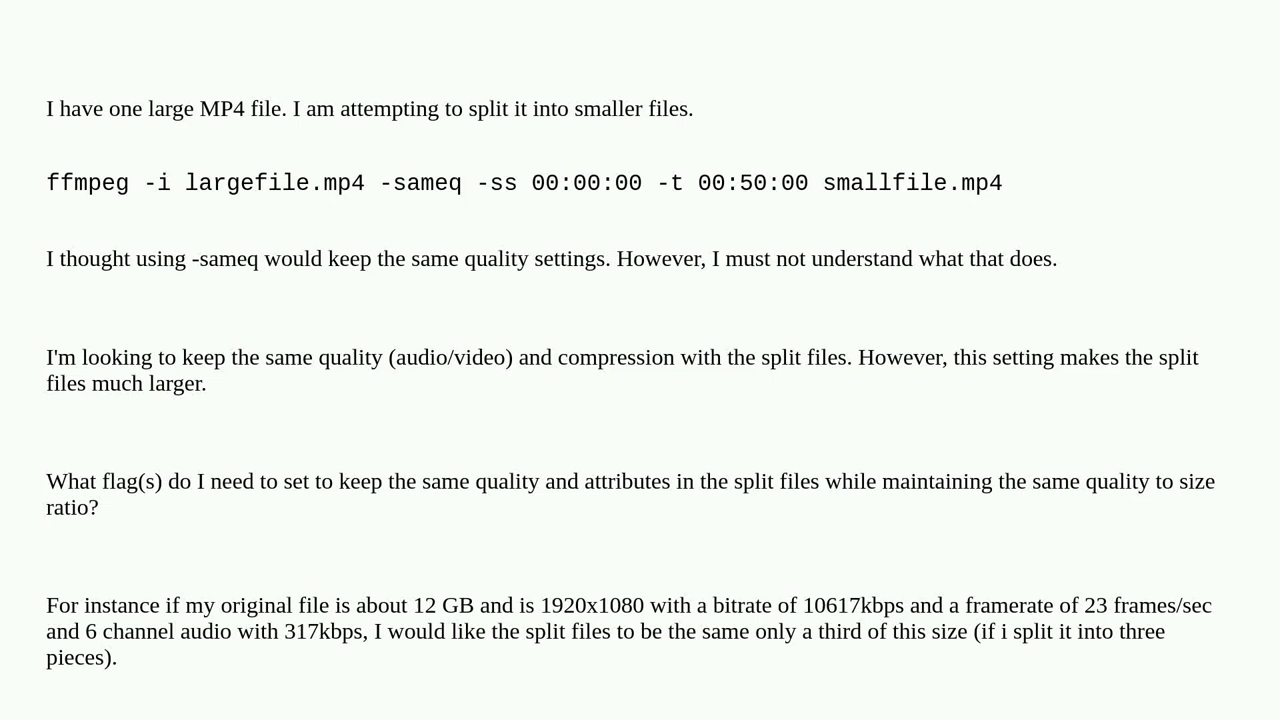 I have one large MP4 file. I am attempting to split it into smaller files.
ffmpeg -i largefile.mp4 -sameq -ss 00:00:00 -t 00:50:00 smallfile.mp4
I thought using -sameq would keep the same quality settings. However, I must not understand what that does.
I'm looking to keep the same quality (audio/video) and compression with the split files. However, this setting makes the split
files much larger.
What flag(s) do I need to set to keep the same quality and attributes in the split files while maintaining the same quality to size
ratio?
For instance if my original file is about 12 GB and is 1920x1080 with a bitrate of 10617kbps and a framerate of 23 frames/sec
and 6 channel audio with 317kbps, I would like the split files to be the same only a third of this size (if i split it into three
pieces).